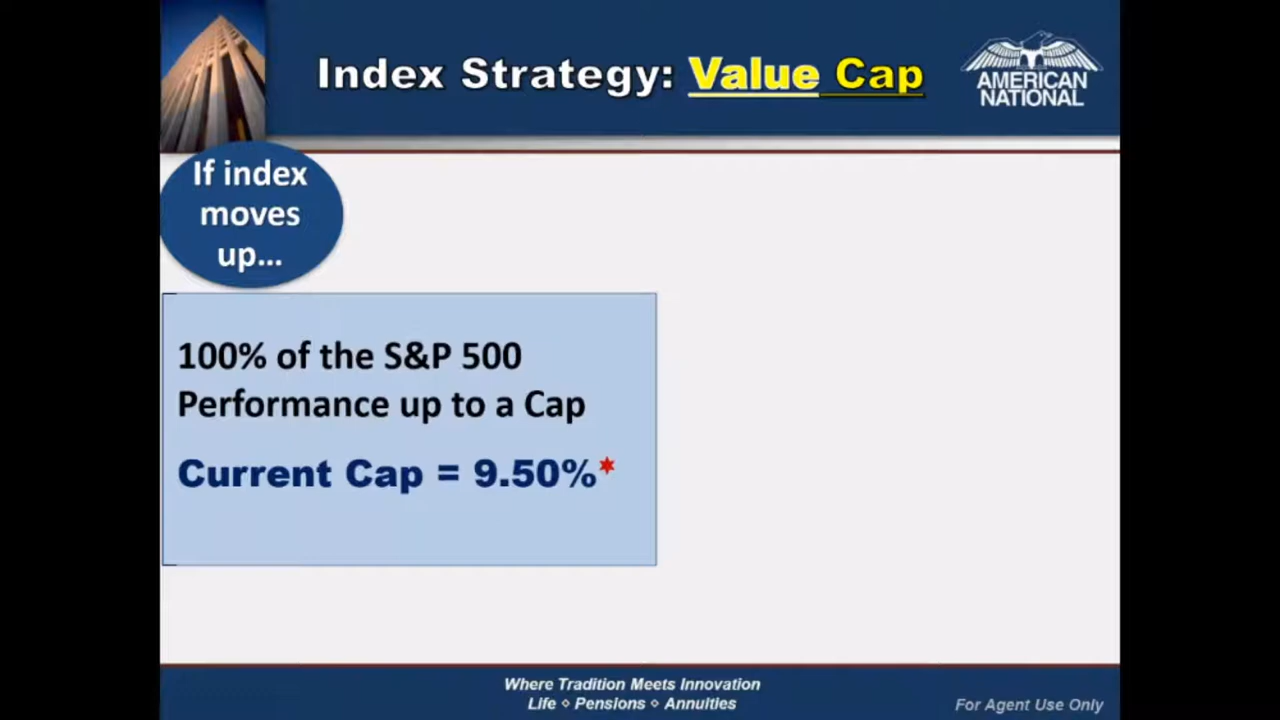 Index Strategy: Value Cap
AMERICAN
NATIONAL
If index
moves
up...
100% of the S&P 500
Performance up to a Cap
Current Cap = 9.50%*
Where Tradition Meets Innovation
Life ⋄ Pensions ⋄ Annuities
For Agent Use Only